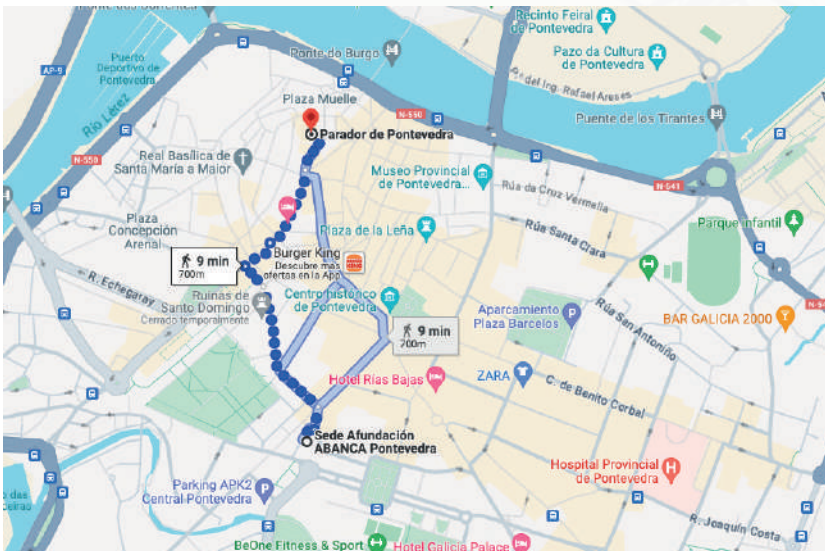 Recinto Feiral
de Pontevedra
Pazo da Cultura
de Pontevedra
Ponte do Burgo
Puerto
Deportivo de
Pontevedra
AP-9
Río Lérez
Plaza Muelle
N-550
Av. del Ing. Rafael Areses
Puente de los Tirantes
Parador de Pontevedra
Real Basílica de
Santa María a Maior
N-550
Museo Provincial
de Pontevedra...
Rúa da Cruz Vermella
N-541
Plaza
Concepción
Arenal
Plaza de la Leña
Rúa Santa Clara
Parque infantil
9 min
700m
Burger King
Descubre más
ofertas en la App
R. Echegaray
Ruinas de
Santo Domingo
Cerrado temporalmente
Centro histórico
de Pontevedra
Aparcamiento
Plaza Barcelos
Rúa San Antoniño
BAR GALICIA 2000
9 min
700m
Hotel Rías Bajas
ZARA
C. de Benito Corbal
Sede Afundación
ABANCA Pontevedra
Hospital Provincial
de Pontevedra
Parking APK2
Central Pontevedra
R. Joaquín Costa
BeOne Fitness & Sport
Hotel Galicia Palace